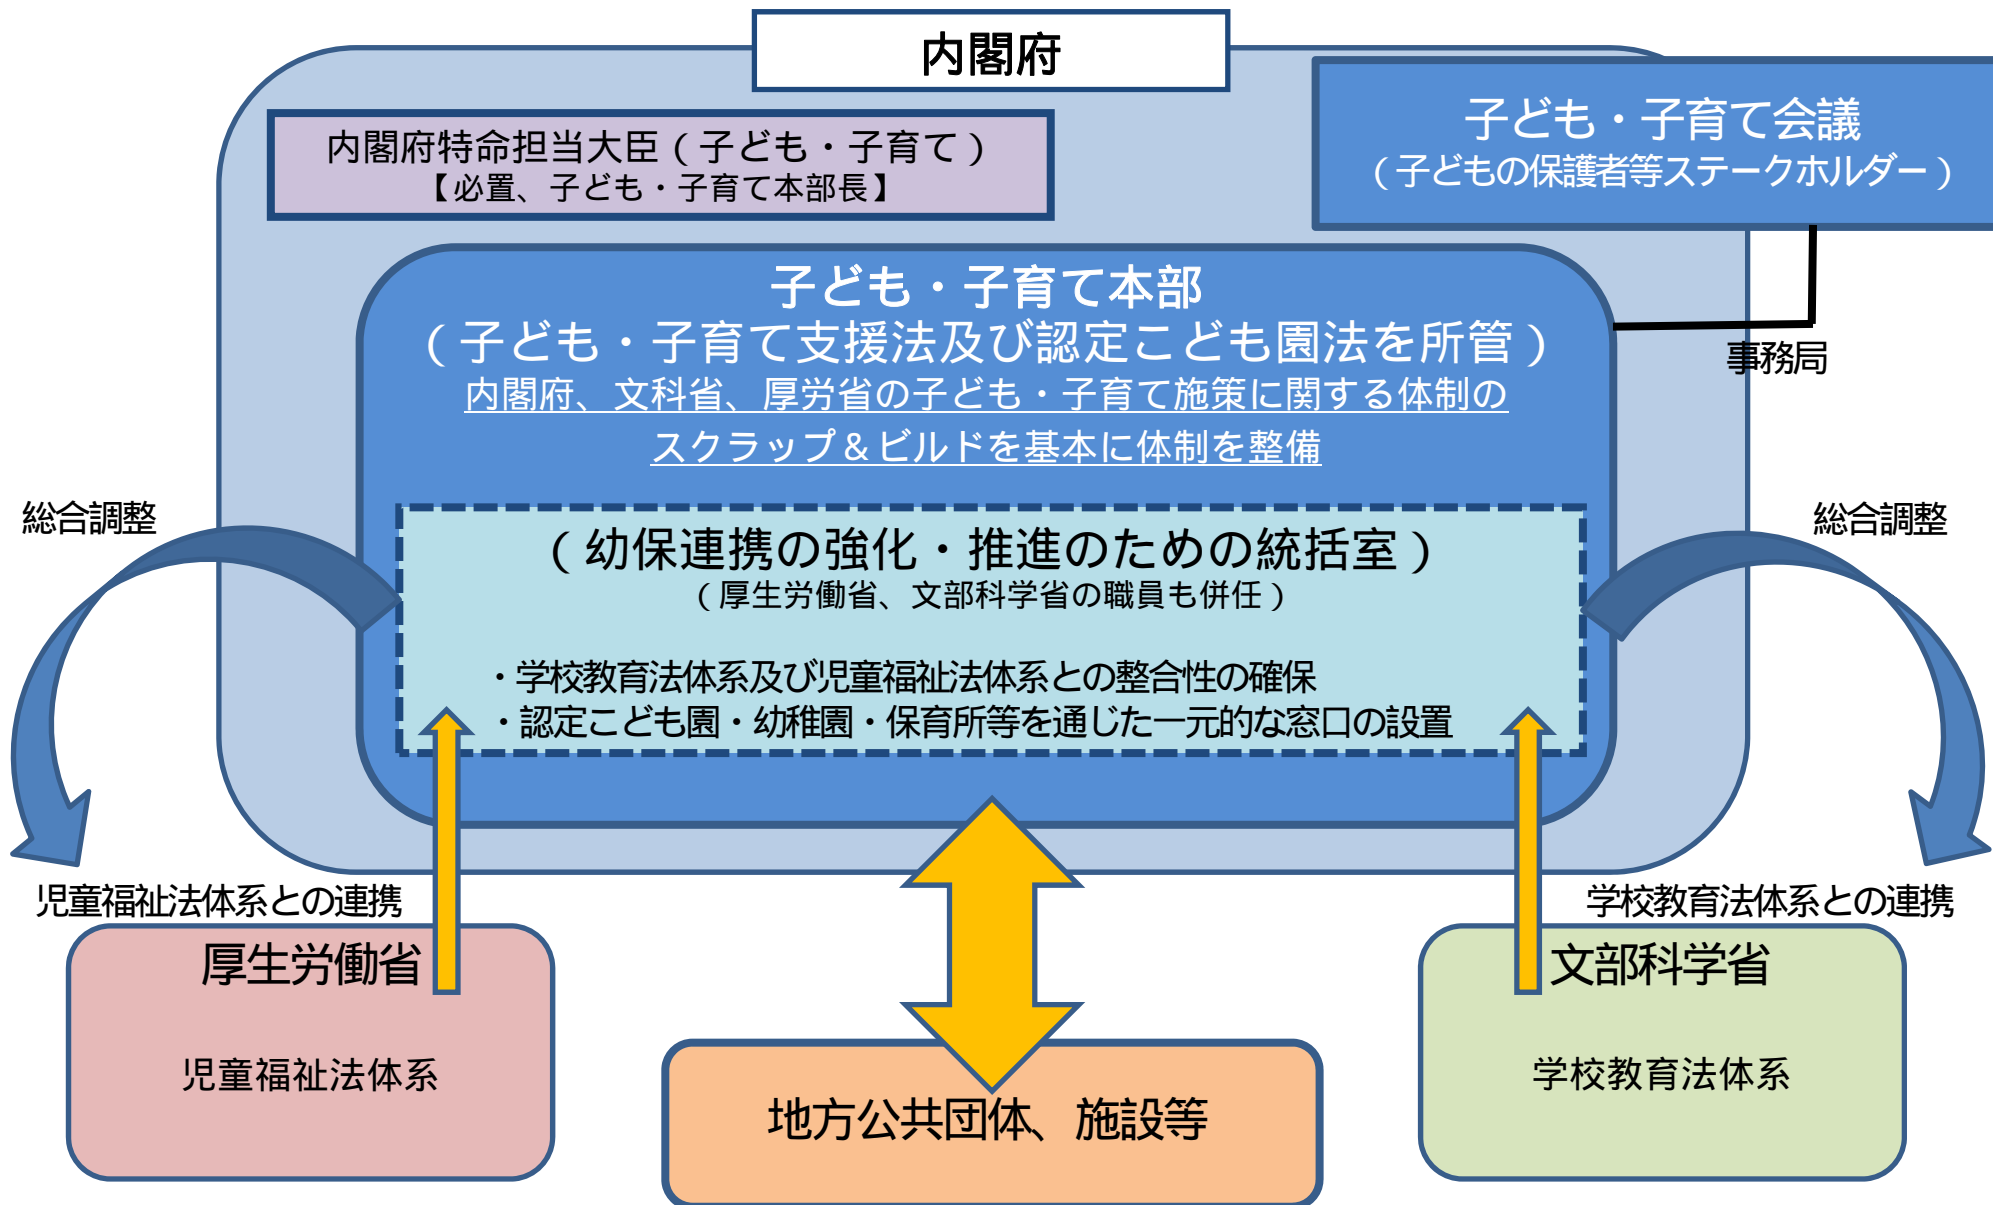 内閣府
内閣府特命担当大臣（子ども・子育て）
【必置、子ども・子育て本部長】
子ども・子育て会議
（子どもの保護者等ステークホルダー）
子ども・子育て本部
（子ども・子育て支援法及び認定こども園法を所管）
内閣府、文科省、厚労省の子ども・子育て施策に関する体制の
スクラップ＆ビルドを基本に体制を整備
事務局
総合調整
総合調整
（幼保連携の強化・推進のための統括室）
（厚生労働省、文部科学省の職員も併任）
・学校教育法体系及び児童福祉法体系との整合性の確保
・認定こども園・幼稚園・保育所等を通じた一元的な窓口の設置
児童福祉法体系との連携
学校教育法体系との連携
厚生労働省
児童福祉法体系
文部科学省
学校教育法体系
地方公共団体、施設等